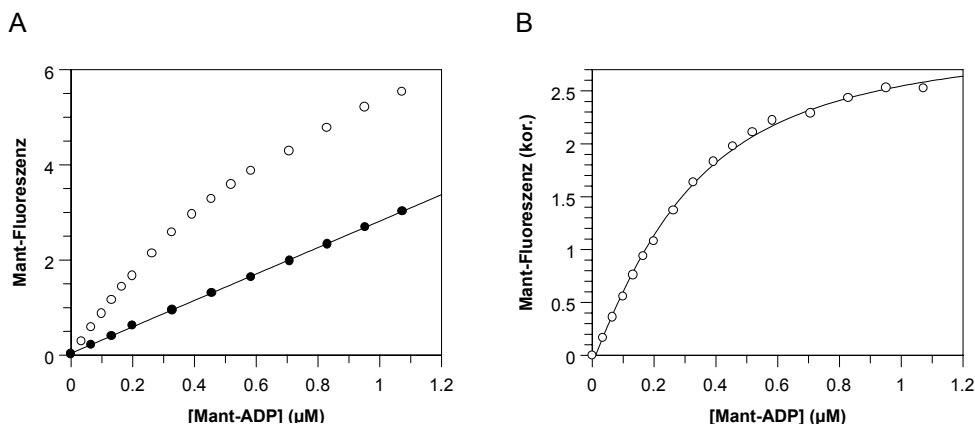 A
B
Mant-Fluoreszenz
6
4
2
0
0 0.2 0.4 0.6 0.8 1 1.2
[Mant-ADP] (µM)
Mant-Fluoreszenz (kor.)
2.5
2
1.5
1
0.5
0
0 0.2 0.4 0.6 0.8 1 1.2
[Mant-ADP] (µM)